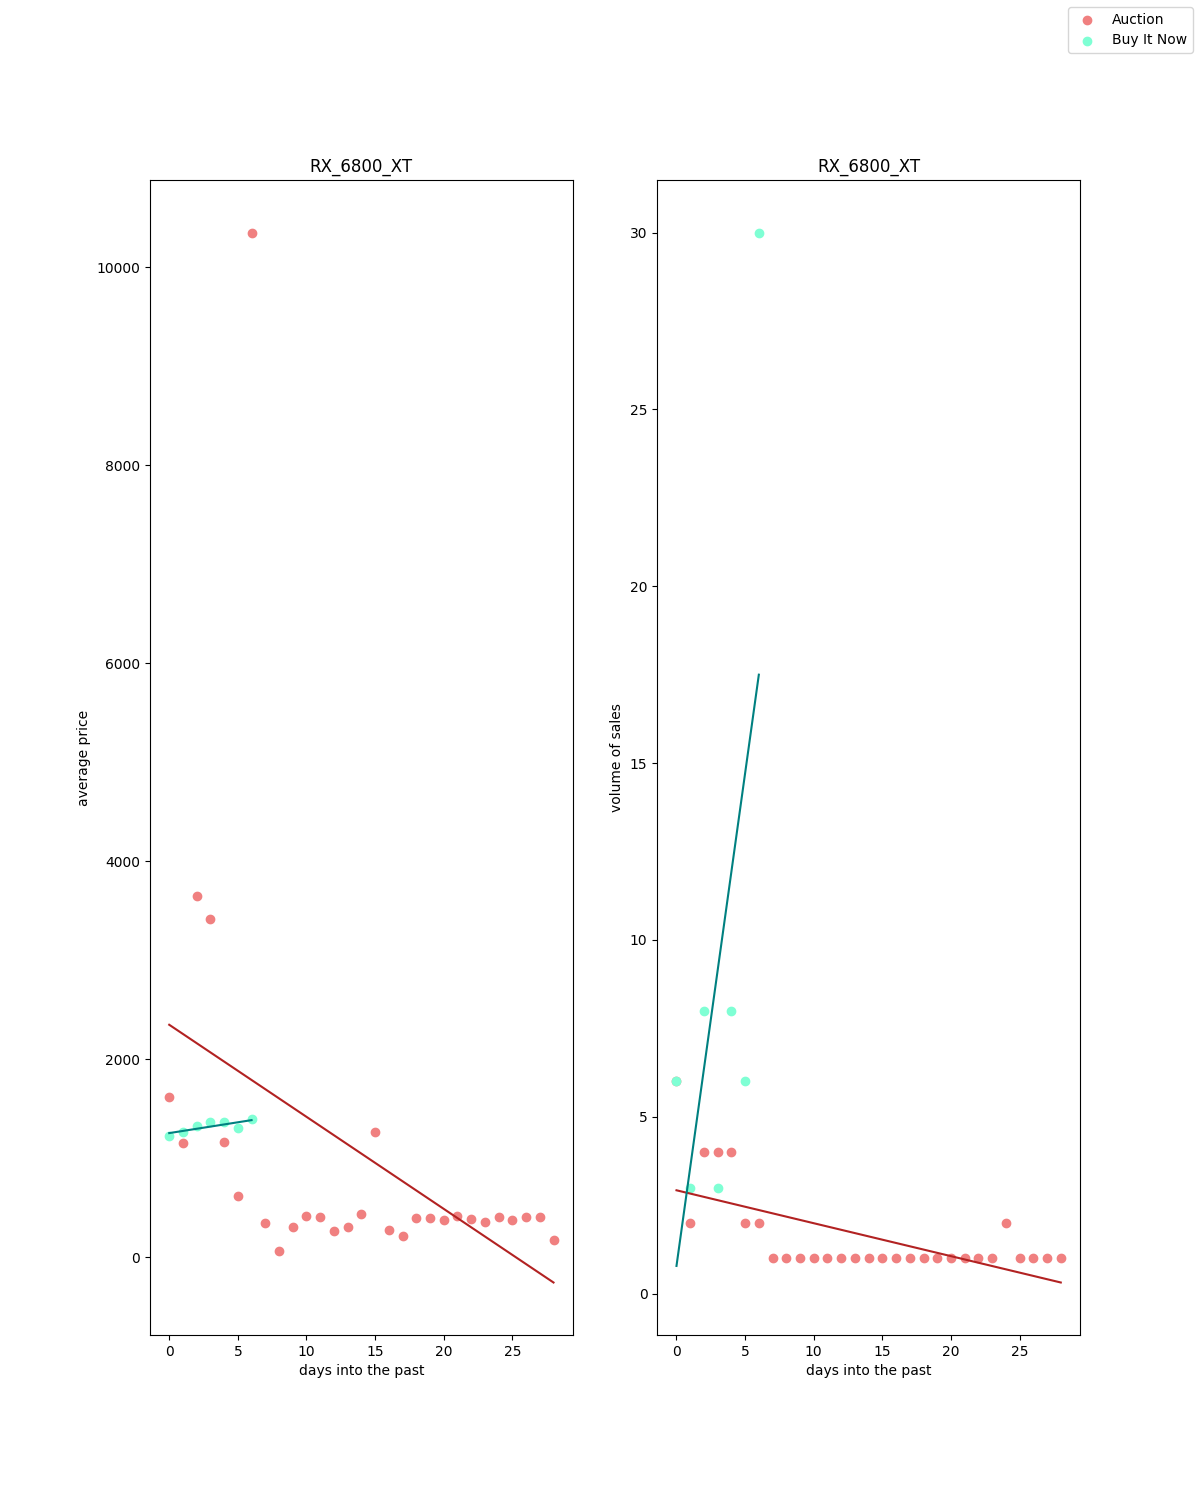 Auction
Buy It Now
RX_6800_XT
RX_6800_XT
10000
8000
6000
4000
2000
0
average price
0 5 10 15 20 25
days into the past
30
25
20
15
10
5
0
volume of sales
0 5 10 15 20 25
days into the past